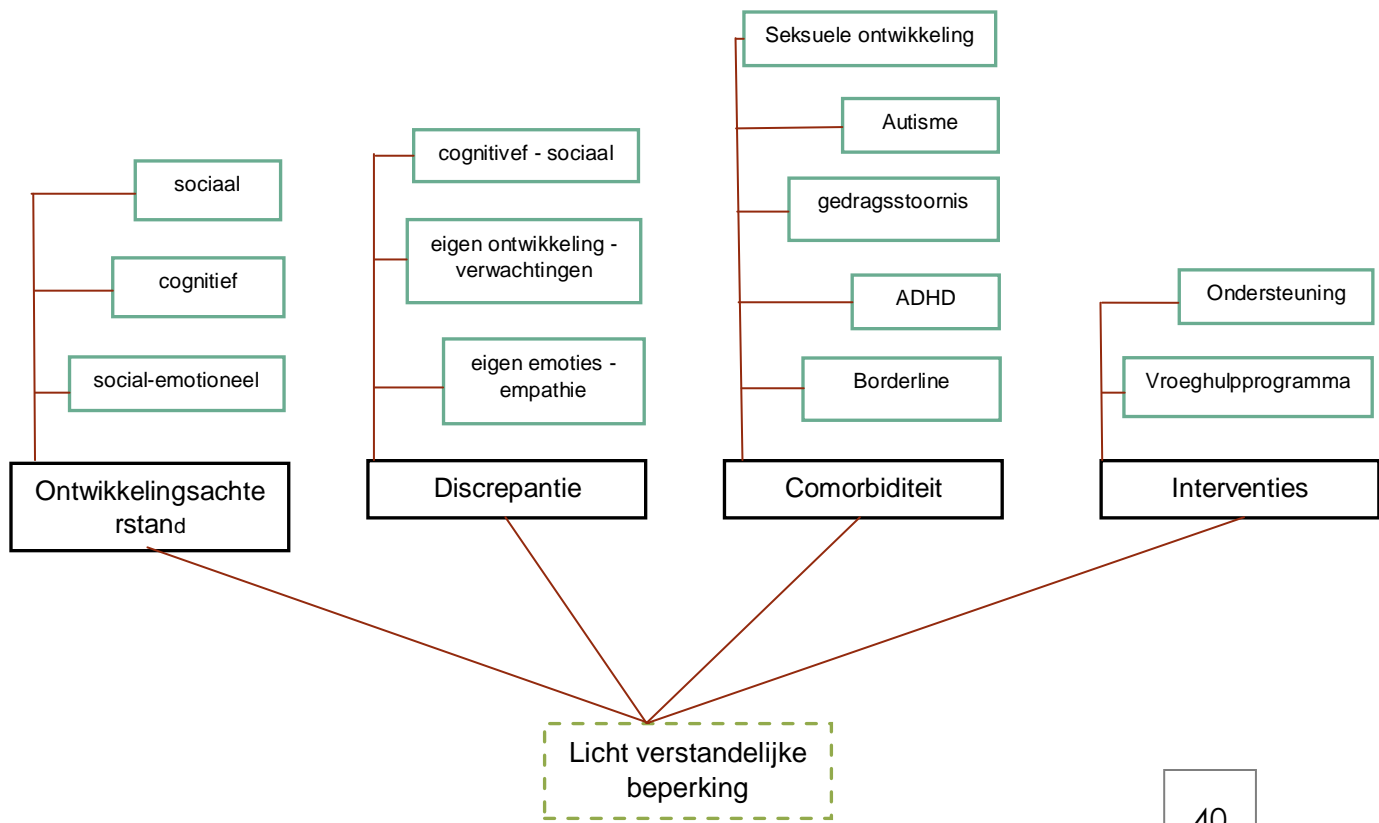 Seksuele ontwikkeling
Autisme
gedragsstoornis
ADHD
Borderline
cognitivef - sociaal
eigen ontwikkeling -
verwachtingen
eigen emoties -
empathie
sociaal
cognitief
social-emotioneel
Ondersteuning
Vroeghulpprogramma
Ontwikkelingsachte
rstand
Discrepantie
Comorbiditeit
Interventies
Licht verstandelijke
beperking
40